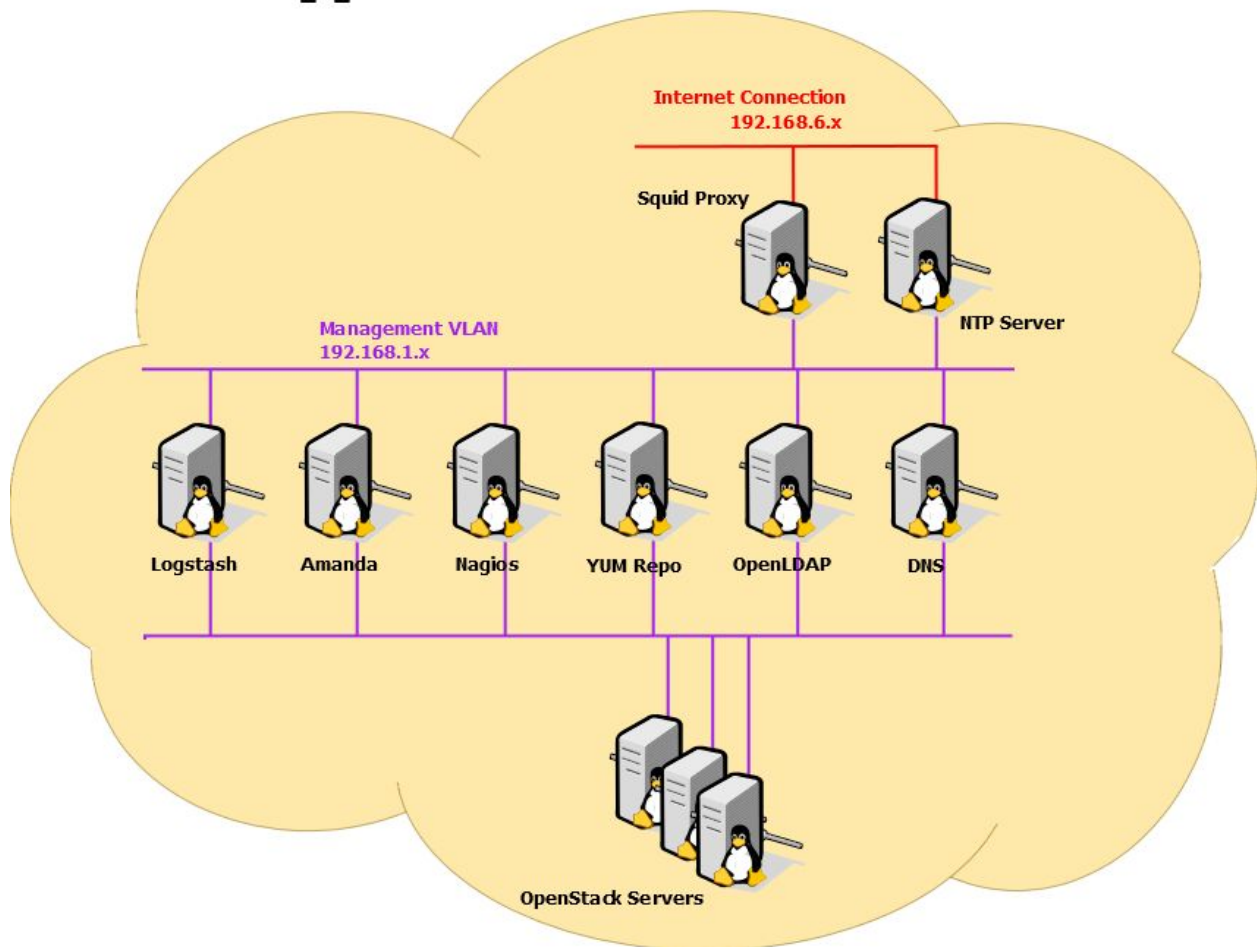 Internet Connection
192.168.6.x
Squid Proxy
NTP Server
Management VLAN
192.168.1.x
Logstash
Amanda
Nagios
YUM Repo
OpenLDAP
DNS
OpenStack Servers